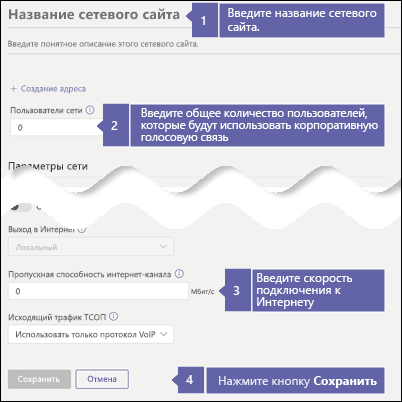 Название сетевого сайта
1
Введите название сетевого
сайта.
Введите понятное описание этого сетевого сайта.
+ Создание адреса
Пользователи сети
0
2
Введите общее количество пользователей,
которые будут использовать корпоративную
голосовую связь
Параметры сети
Выход в Интернет
Локальный
Пропускная способность интернет-канала
0
Мбит/с
3
Введите скорость
подключения к
Интернету
Исходящий трафик ТСОП
Использовать только протокол VoIP
Сохранить
Отмена
4
Нажмите кнопку Сохранить